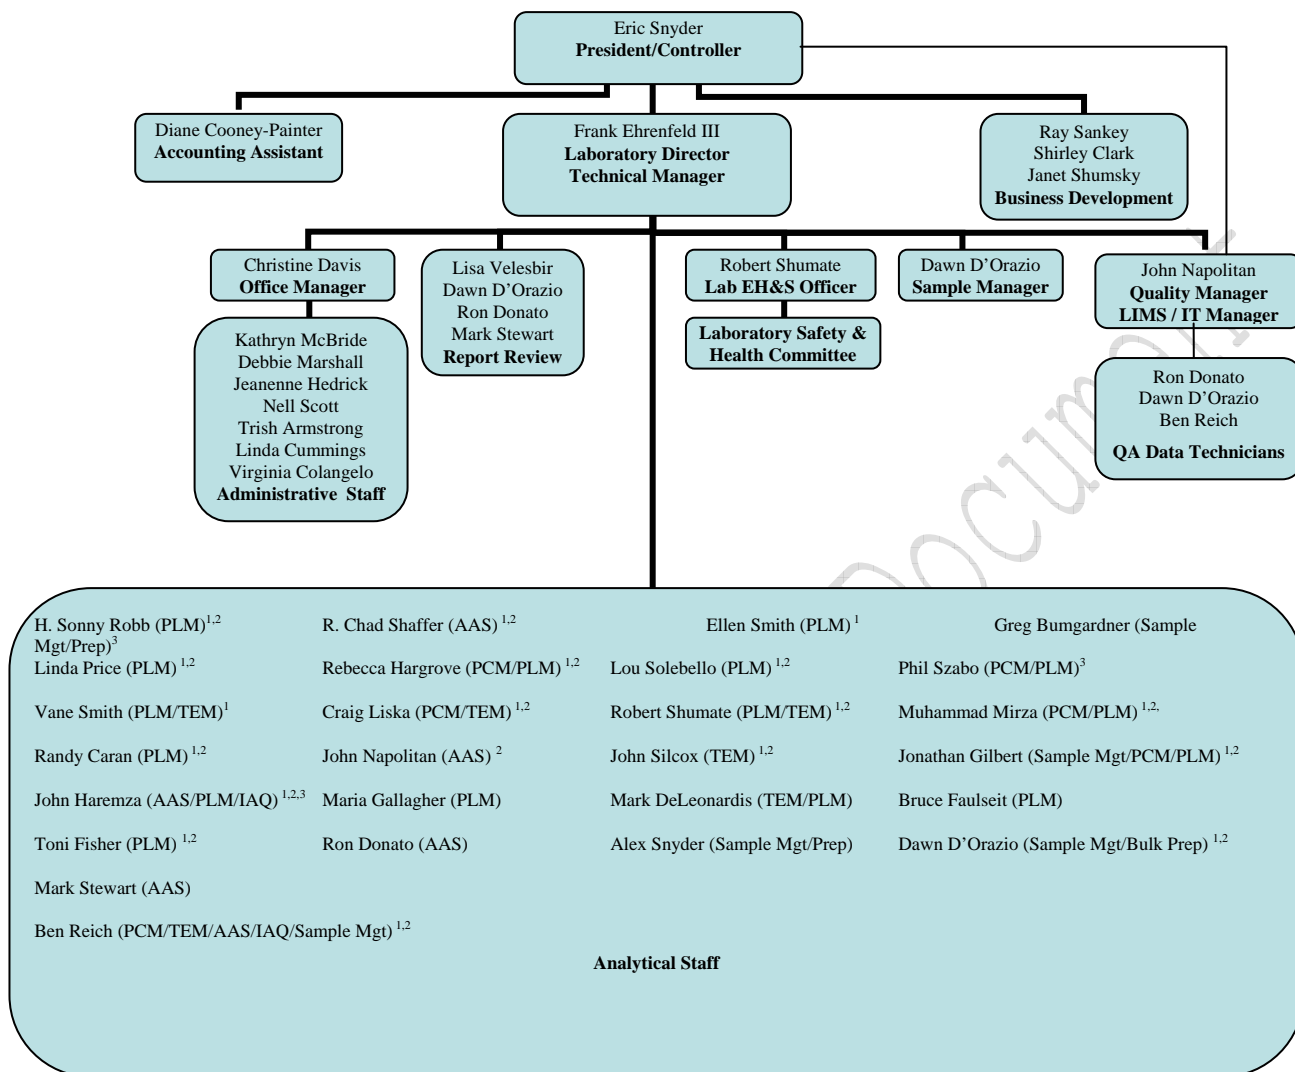 Eric Snyder
President/Controller
Diane Cooney-Painter
Accounting Assistant
Frank Ehrenfeld III
Laboratory Director
Technical Manager
Ray Sankey
Shirley Clark
Janet Shumsky
Business Development
Christine Davis
Office Manager
Lisa Velesbir
Dawn D’Orazio
Ron Donato
Mark Stewart
Report Review
Robert Shumate
Lab EH&S Officer
Dawn D’Orazio
Sample Manager
John Napolitan
Quality Manager
LIMS / IT Manager
Kathryn McBride
Debbie Marshall
Jeanenne Hedrick
Nell Scott
Trish Armstrong
Linda Cummings
Virginia Colangelo
Administrative Staff
Laboratory Safety &
Health Committee
Ron Donato
Dawn D’Orazio
Ben Reich
QA Data Technicians
Document
H. Sonny Robb (PLM)1,2 R. Chad Shaffer (AAS) 1,2 Ellen Smith (PLM) 1 Greg Bumgardner (Sample
Mgt/Prep)3
Linda Price (PLM) 1,2 Rebecca Hargrove (PCM/PLM) 1,2 Lou Solebello (PLM) 1,2 Phil Szabo (PCM/PLM)3
Vane Smith (PLM/TEM)1 Craig Liska (PCM/TEM) 1,2 Robert Shumate (PLM/TEM) 1,2 Muhammad Mirza (PCM/PLM) 1,2,
Randy Caran (PLM) 1,2 John Napolitan (AAS) 2 John Silcox (TEM) 1,2 Jonathan Gilbert (Sample Mgt/PCM/PLM) 1,2
John Haremza (AAS/PLM/IAQ) 1,2,3 Maria Gallagher (PLM) Mark DeLeonardis (TEM/PLM) Bruce Faulseit (PLM)
Toni Fisher (PLM) 1,2 Ron Donato (AAS) Alex Snyder (Sample Mgt/Prep) Dawn D’Orazio (Sample Mgt/Bulk Prep) 1,2
Mark Stewart (AAS)
Ben Reich (PCM/TEM/AAS/IAQ/Sample Mgt) 1,2
Analytical Staff